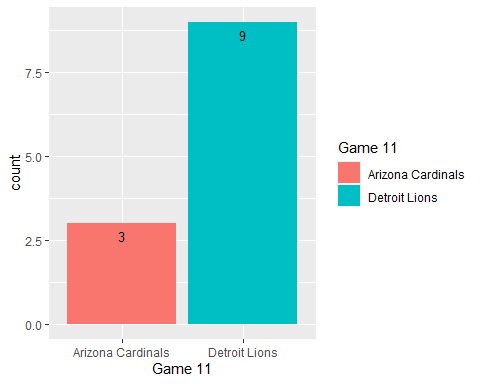 9
7.5
5.0
count
3
2.5
0.0
Arizona Cardinals
Detroit Lions
Game 11
Game 11
Arizona Cardinals
Detroit Lions